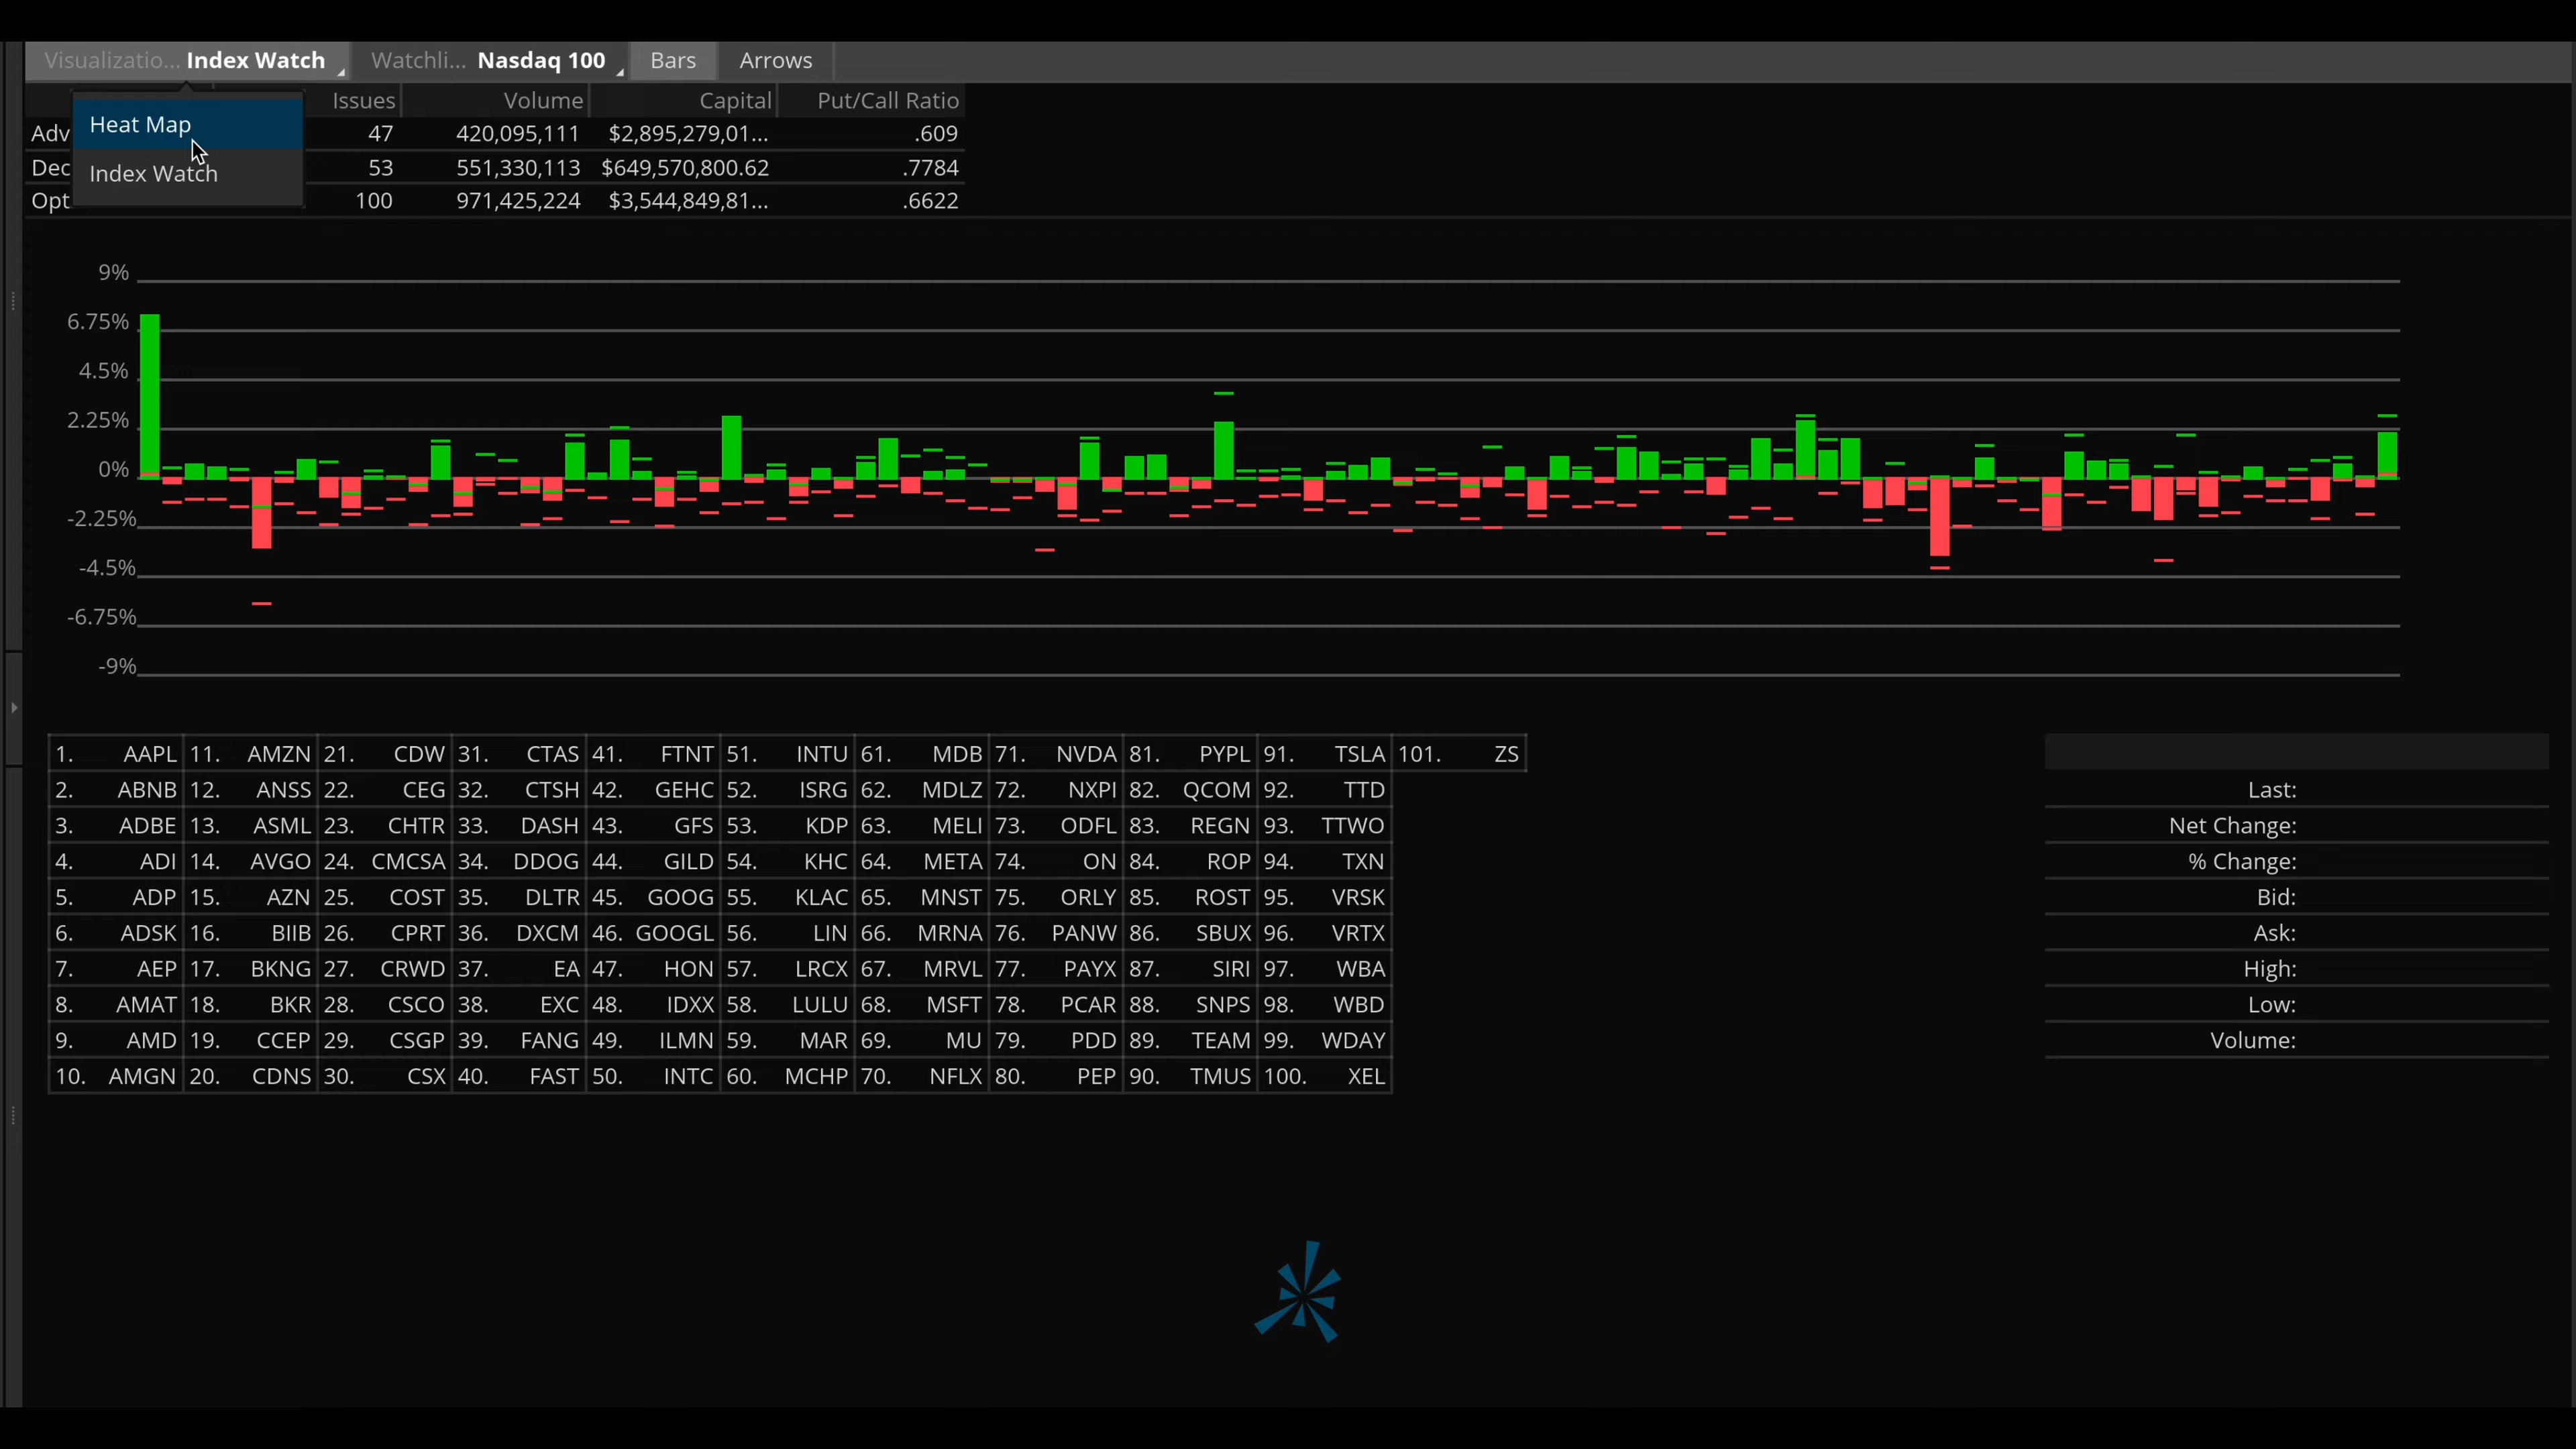 Visualizatio... Index Watch Watchli... Nasdaq 100 Bars Arrows
Issues Volume Capital Put/Call Ratio
Heat Map
Adv 47 420,095,111 $2,895,279,01... .609
Dec 53 551,330,113 $649,570,800.62 .7784
Index Watch
Opt 100 971,425,224 $3,544,849,81... .6622
9%
6.75%
4.5%
2.25%
0%
-2.25%
-4.5%
-6.75%
-9%
1. AAPL 11. AMZN 21. CDW 31. CTAS 41. FTNT 51. INTU 61. MDB 71. NVDA 81. PYPL 91. TSLA 101. ZS
2. ABNB 12. ANSS 22. CEG 32. CTSH 42. GEHC 52. ISRG 62. MDLZ 72. NXPI 82. QCOM 92. TTD
3. ADBE 13. ASML 23. CHTR 33. DASH 43. GFS 53. KDP 63. MELI 73. ODFL 83. REGN 93. TTWO
4. ADI 14. AVGO 24. CMCSA 34. DDOG 44. GILD 54. KHC 64. META 74. ON 84. ROP 94. TXN
5. ADP 15. AZN 25. COST 35. DLTR 45. GOOG 55. KLAC 65. MNST 75. ORLY 85. ROST 95. VRSK
6. ADSK 16. BIIB 26. CPRT 36. DXCM 46. GOOGL 56. LIN 66. MRNA 76. PANW 86. SBUX 96. VRTX
7. AEP 17. BKNG 27. CRWD 37. EA 47. HON 57. LRCX 67. MRVL 77. PAYX 87. SIRI 97. WBA
8. AMAT 18. BKR 28. CSCO 38. EXC 48. IDXX 58. LULU 68. MSFT 78. PCAR 88. SNPS 98. WBD
9. AMD 19. CCEP 29. CSGP 39. FANG 49. ILMN 59. MAR 69. MU 79. PDD 89. TEAM 99. WDAY
10. AMGN 20. CDNS 30. CSX 40. FAST 50. INTC 60. MCHP 70. NFLX 80. PEP 90. TMUS 100. XEL
Last:
Net Change:
% Change:
Bid:
Ask:
High:
Low:
Volume: